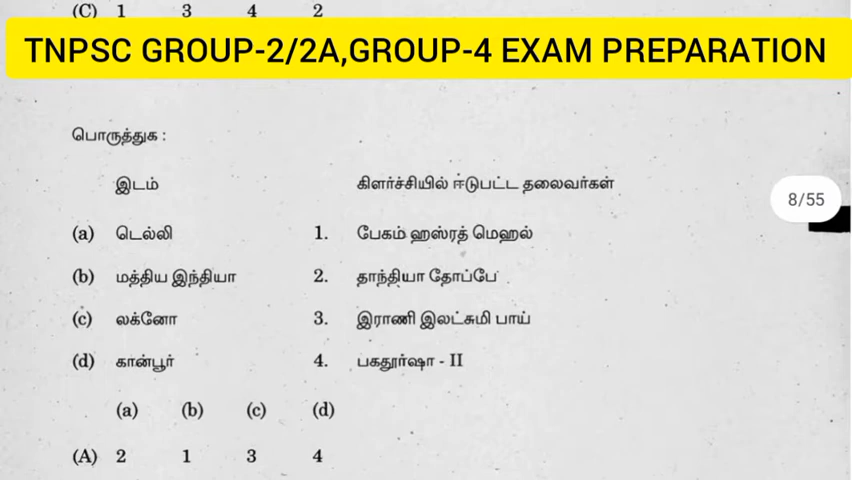 (C) 1 3 4 2
TNPSC GROUP-2/2A,GROUP-4 EXAM PREPARATION
பொருத்துக :
இடம் கிளர்ச்சியில் ஈடுபட்ட தலைவர்கள்
8/55
(a) டெல்லி 1. பேகம் ஹஸ்ரத் மெஹல்
(b) மத்திய இந்தியா 2. தாந்தியா தோப்பே
(c) லக்னோ 3. இராணி இலட்சுமி பாய்
(d) கான்பூர் 4. பகதூர்ஷா - II
(a) (b) (c) (d)
(A) 2 1 3 4